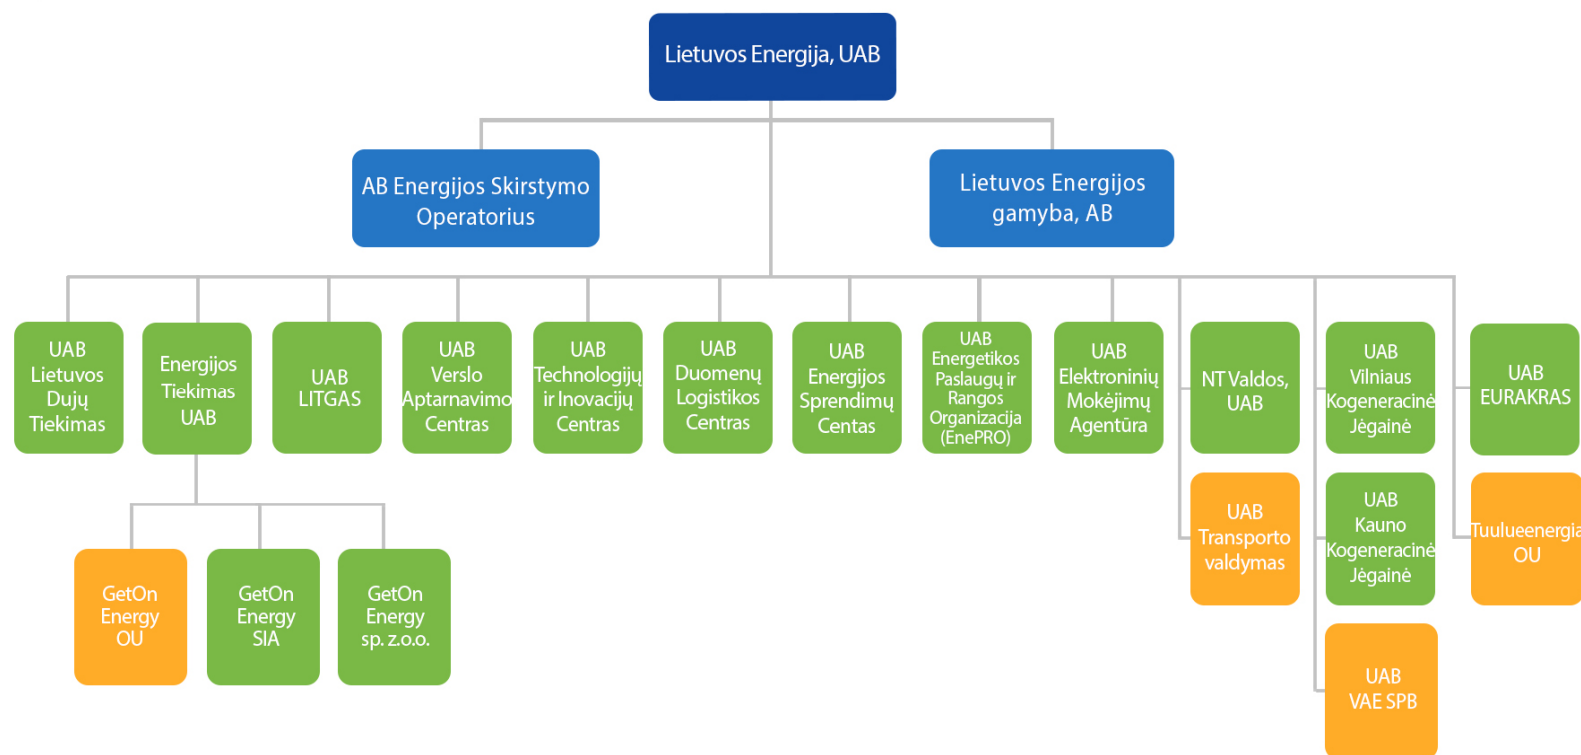 Lietuvos Energija, UAB
AB Energijos Skirstymo
Operatorius
Lietuvos Energijos
gamyba, AB
UAB
Lietuvos
Dujų
Tiekimas
Energijos
Tiekimas
UAB
UAB
LITGAS
UAB
Verslo
Aptarnavimo
Centras
UAB
Technologijų
ir Inovacijų
Centras
UAB
Duomenų
Logistikos
Centras
UAB
Energijos
Sprendimų
Centas
UAB
Energetikos
Paslaugų ir
Rangos
Organizacija
(EnePRO)
UAB
Elektroninių
Mokėjimų
Agentūra
NT Valdos,
UAB
UAB
Vilniaus
Kogeneracinė
Jėgainė
UAB
EURAKRAS
UAB
Transporto
valdymas
UAB
Kauno
Kogeneracinė
Jėgainė
Tuulueenergia
OU
GetOn
Energy
OU
GetOn
Energy
SIA
GetOn
Energy
sp. z.o.o.
UAB
VAE SPB